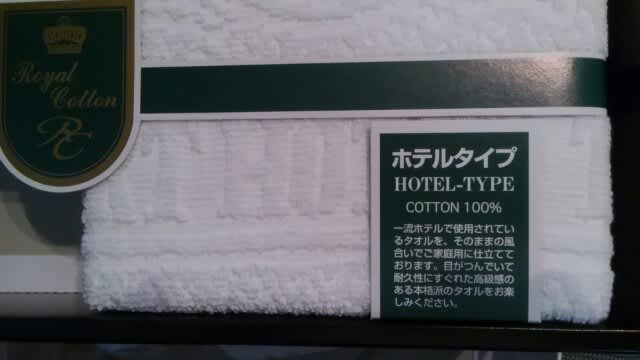 Royal
Cotton
RC
ホテルタイプ
HOTEL-TYPE
COTTON 100%
一流ホテルで使用されてい
るタオルを、そのままの風
合いでご家庭用に仕立てて
おります。目がつんでいて
耐久性にすぐれた高級感の
ある本格派のタオルをお楽
しみください。